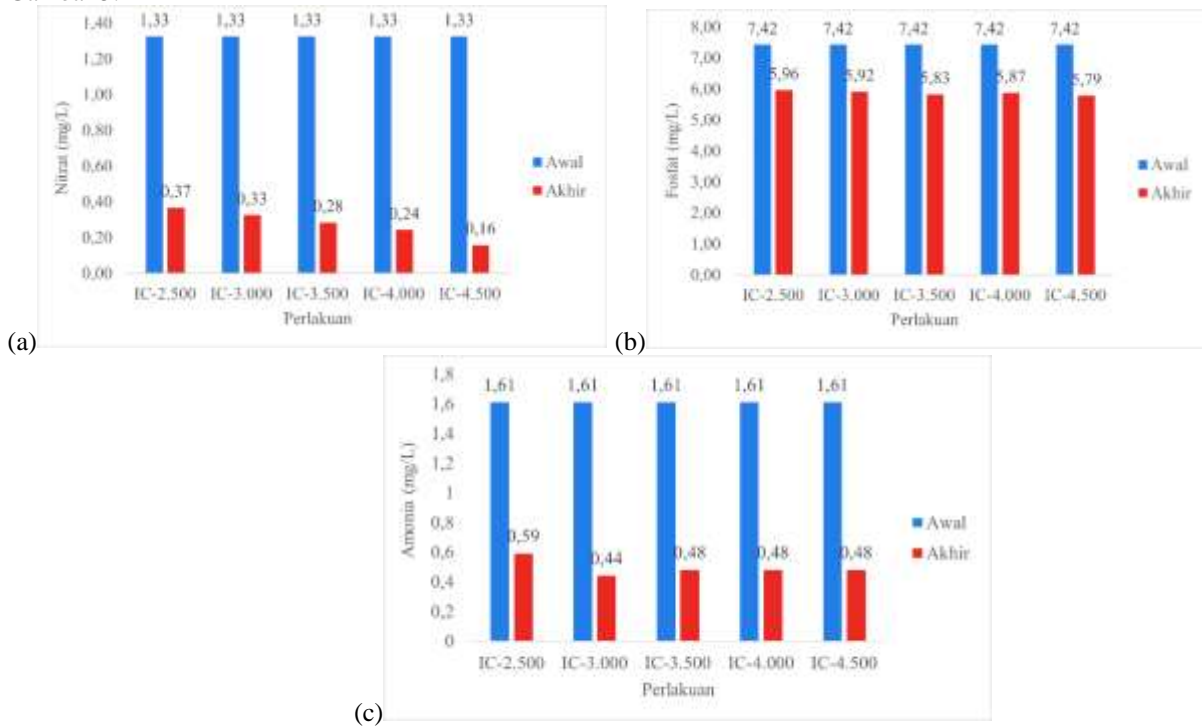 1,40
1,20
1,00
0,80
0,60
0,40
0,20
0,00
Nitrat (mg/L)
1,33 1,33 1,33 1,33 1,33
0,37 0,33 0,28 0,24 0,16
IC-2.500 IC-3.000 IC-3.500 IC-4.000 IC-4.500
Perlakuan
Awal
Akhir
(a)
8,00
7,00
6,00
5,00
4,00
3,00
2,00
1,00
0,00
Fosfat (mg/L)
7,42 7,42 7,42 7,42 7,42
5,96 5,92 5,83 5,87 5,79
IC-2.500 IC-3.000 IC-3.500 IC-4.000 IC-4.500
Perlakuan
Awal
Akhir
(b)
1,8
1,6
1,4
1,2
1
0,8
0,6
0,4
0,2
0
Amonia (mg/L)
1,61 1,61 1,61 1,61 1,61
0,59 0,44 0,48 0,48 0,48
IC-2.500 IC-3.000 IC-3.500 IC-4.000 IC-4.500
Perlakuan
Awal
Akhir
(c)